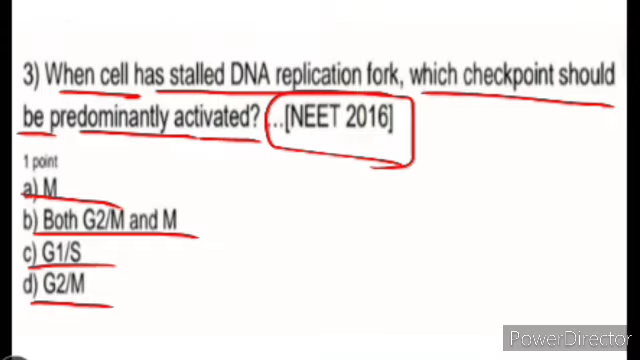 3) When cell has stalled DNA replication fork, which checkpoint should
be predominantly activated? ...[NEET 2016]
1 point
a) M
b) Both G2/M and M
c) G1/S
d) G2/M
PowerDirector